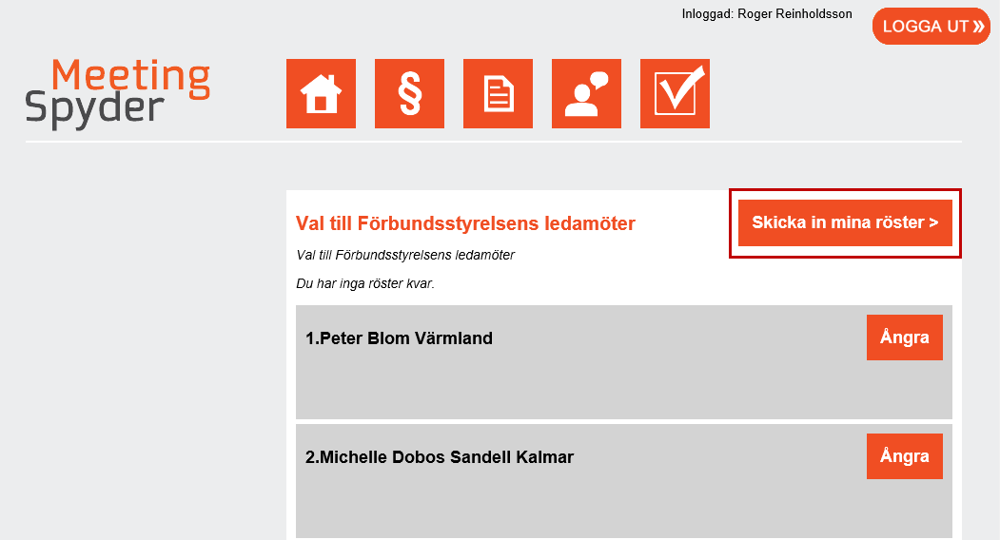 Inloggad: Roger Reinholdsson
LOGGA UT »
Meeting
Spyder
§
Val till Förbundsstyrelsens ledamöter
Skicka in mina röster >
Val till Förbundsstyrelsens ledamöter
Du har inga röster kvar.
1.Peter Blom Värmland
Ångra
2.Michelle Dobos Sandell Kalmar
Ångra